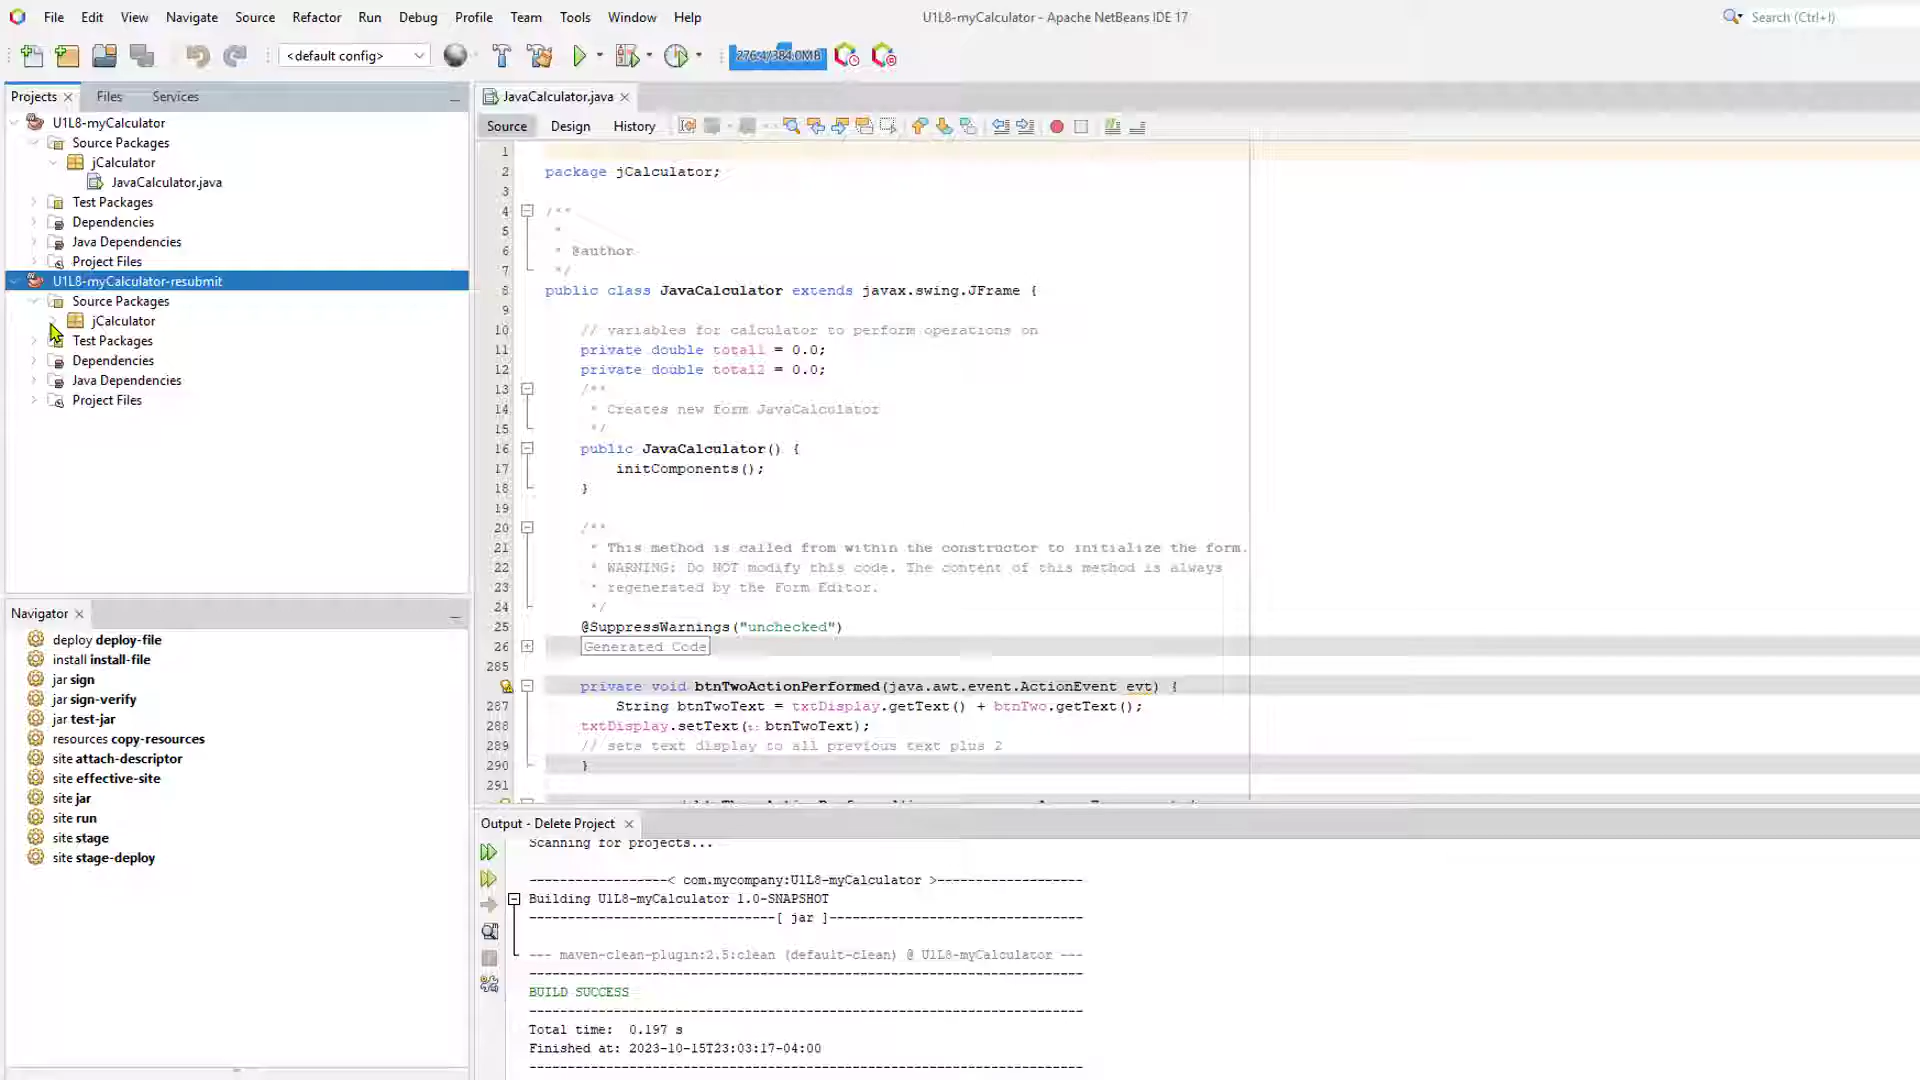 File Edit View Navigate Source Refactor Run Debug Profile Team Tools Window Help
U1L8-myCalculator - Apache NetBeans IDE 17
Search (Ctrl+I)
<default config>
276.4/384.0MB
Projects Files Services
U1L8-myCalculator
Source Packages
jCalculator
JavaCalculator.java
Test Packages
Dependencies
Java Dependencies
Project Files
U1L8-myCalculator-resubmit
Source Packages
jCalculator
Test Packages
Dependencies
Java Dependencies
Project Files
Navigator
deploy deploy-file
install install-file
jar sign
jar sign-verify
jar test-jar
resources copy-resources
site attach-descriptor
site effective-site
site jar
site run
site stage
site stage-deploy
JavaCalculator.java
Source Design History
1
2 package jCalculator;
3
4 /**
5 *
6 * @author
7 */
8 public class JavaCalculator extends javax.swing.JFrame {
9
10 // variables for calculator to perform operations on
11 private double total1 = 0.0;
12 private double total2 = 0.0;
13 /**
14 * Creates new form JavaCalculator
15 */
16 public JavaCalculator() {
17 initComponents();
18 }
19
20 /**
21 * This method is called from within the constructor to initialize the form.
22 * WARNING: Do NOT modify this code. The content of this method is always
23 * regenerated by the Form Editor.
24 */
25 @SuppressWarnings("unchecked")
26 Generated Code
285
private void btnTwoActionPerformed(java.awt.event.ActionEvent evt) {
287 String btnTwoText = txtDisplay.getText() + btnTwo.getText();
288 txtDisplay.setText(t: btnTwoText);
289 // sets text display to all previous text plus 2
290 }
291
Output - Delete Project
Scanning for projects...
-----------------< com.mycompany:U1L8-myCalculator >------------------
Building U1L8-myCalculator 1.0-SNAPSHOT
--------------------------------[ jar ]---------------------------------
--- maven-clean-plugin:2.5:clean (default-clean) @ U1L8-myCalculator ---
------------------------------------------------------------------------
BUILD SUCCESS
------------------------------------------------------------------------
Total time: 0.197 s
Finished at: 2023-10-15T23:03:17-04:00
------------------------------------------------------------------------